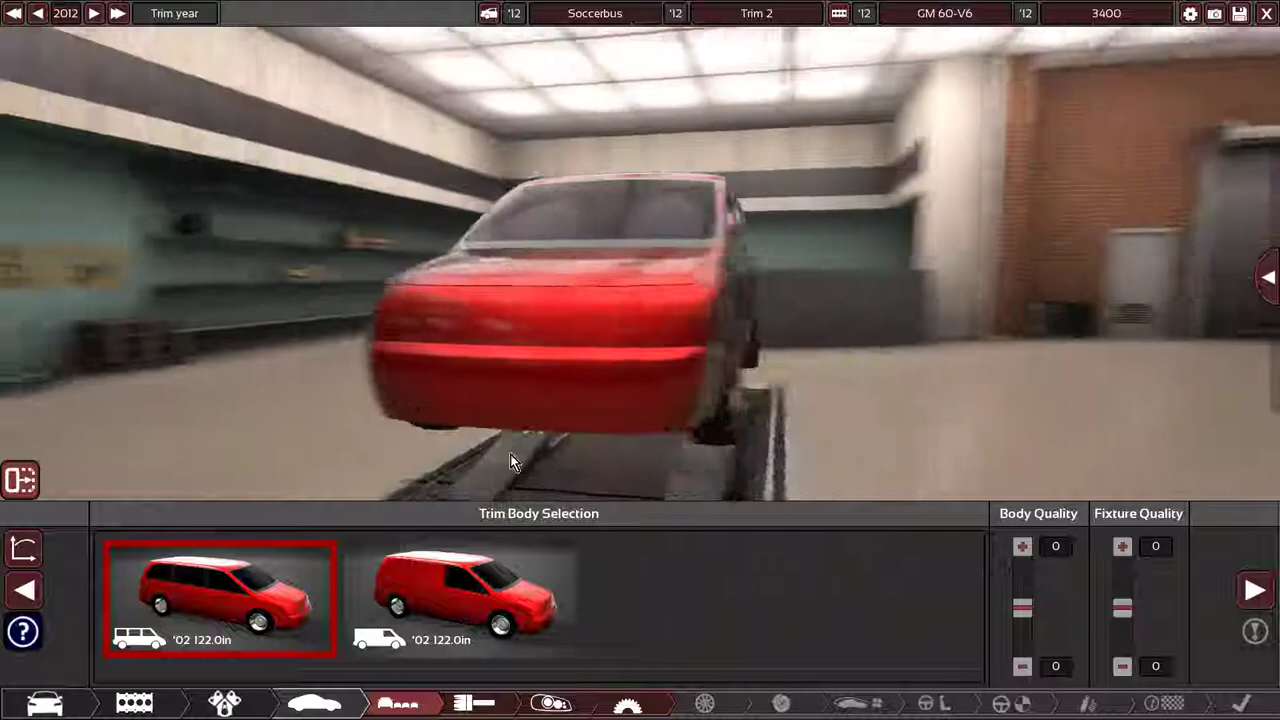 2012 Trim year '12 Soccerbus '12 Trim 2 '12 GM 60-V6 '12 3400
Trim Body Selection Body Quality Fixture Quality
0 0
'02 122.0in '02 122.0in
0 0